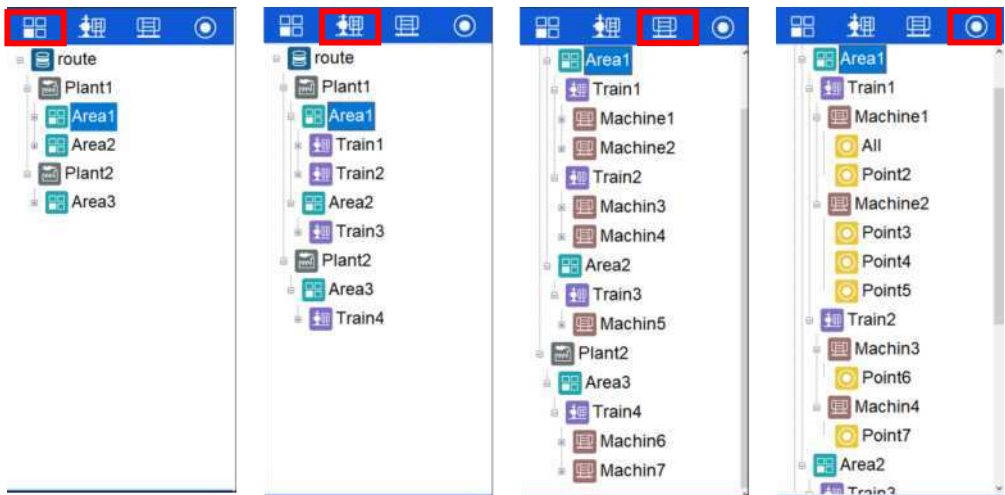 route
Plant1
Area1
Area2
Plant2
Area3
route
Plant1
Area1
Train1
Train2
Area2
Train3
Plant2
Area3
Train4
Area1
Train1
Machine1
Machine2
Train2
Machin3
Machin4
Area2
Train3
Machin5
Plant2
Area3
Train4
Machin6
Machin7
Area1
Train1
Machine1
All
Point2
Machine2
Point3
Point4
Point5
Train2
Machin3
Point6
Machin4
Point7
Area2
Train3